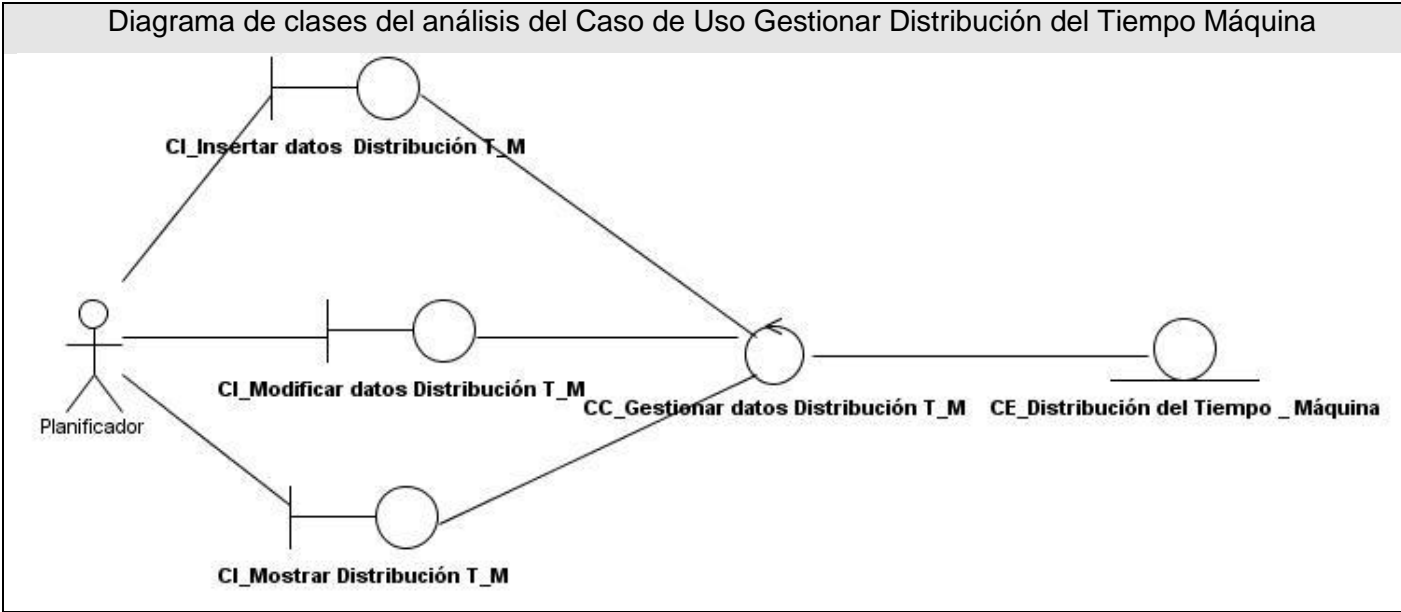 Diagrama de clases del análisis del Caso de Uso Gestionar Distribución del Tiempo Máquina
CI_Insertar datos Distribución T_M
CI_Modificar datos Distribución T_M
CC_Gestionar datos Distribución T_M
CE_Distribución del Tiempo _ Máquina
Planificador
CI_Mostrar Distribución T_M